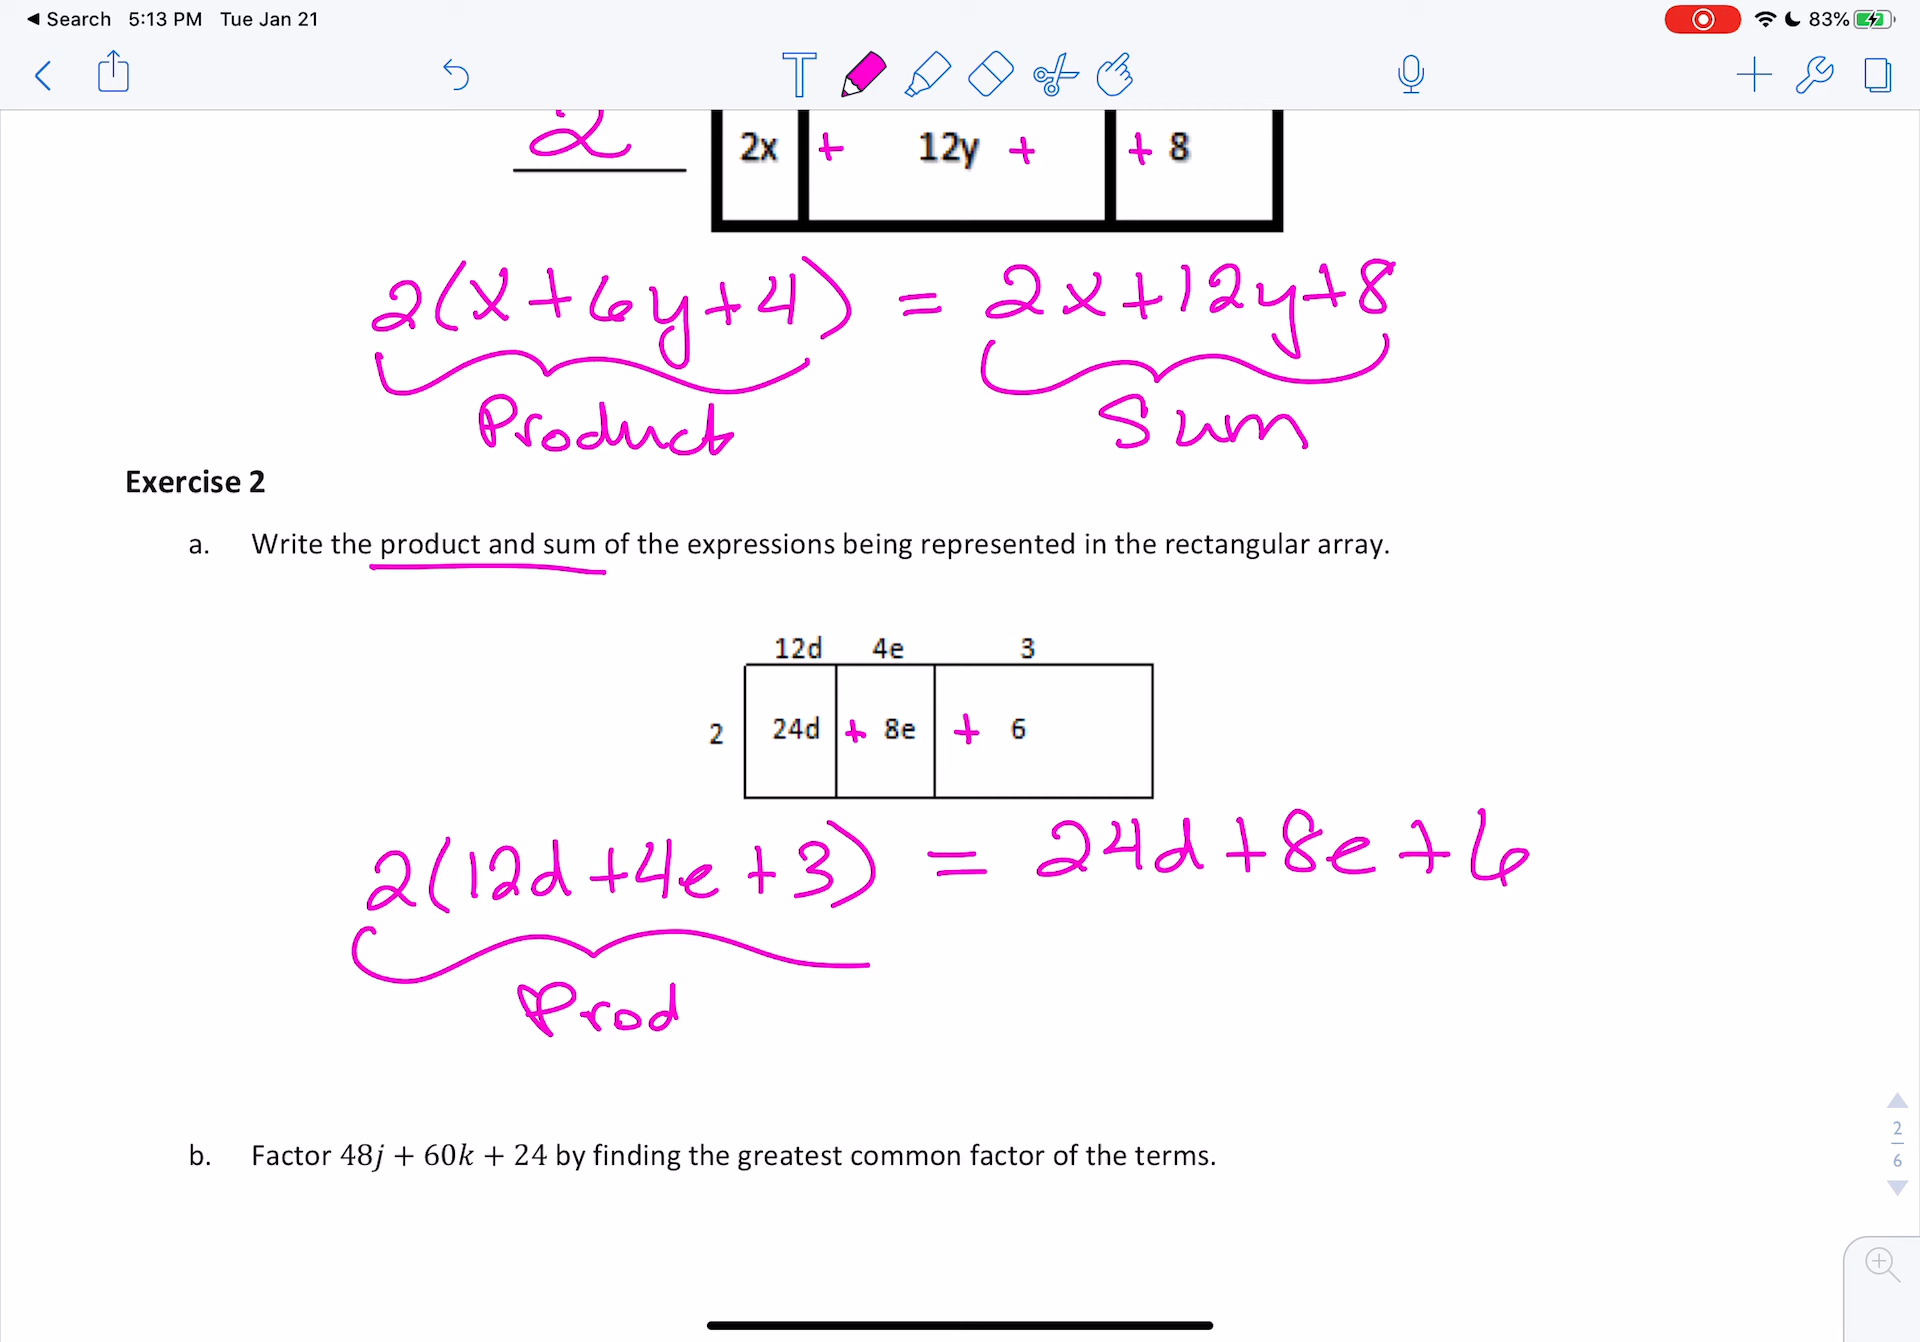 ◀ Search 5:13 PM Tue Jan 21 83%
T
2 2x + 12y + + 8
2(x+6y+4) = 2x+12y+8
Product Sum
Exercise 2
a. Write the product and sum of the expressions being represented in the rectangular array.
12d 4e 3
2 24d + 8e + 6
2(12d+4e+3) = 24d+8e+6
Prod
b. Factor 48j + 60k + 24 by finding the greatest common factor of the terms.
2
6